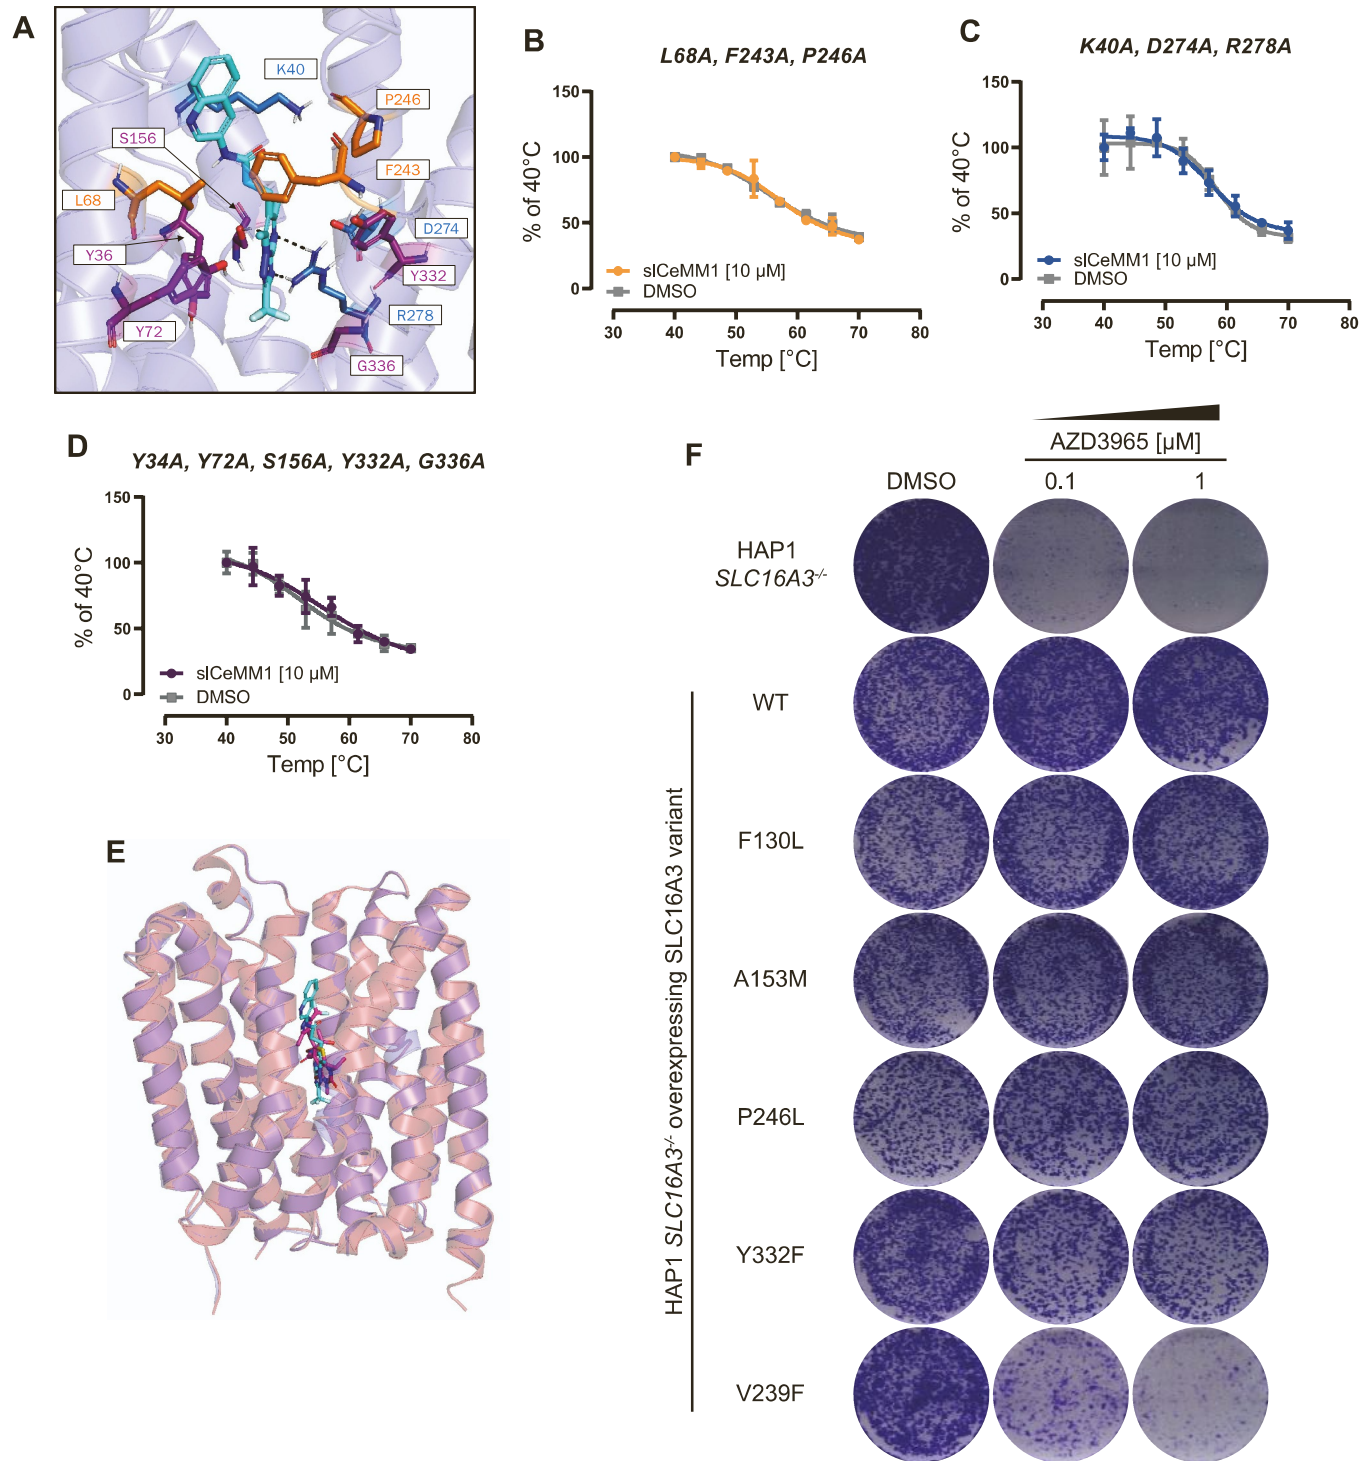 A
K40
P246
S156
F243
L68
D274
Y36
Y332
Y72
R278
G336
B
L68A, F243A, P246A
% of 40°C
150
100
50
0
slCeMM1 [10 µM]
DMSO
30 40 50 60 70 80
Temp [°C]
C
K40A, D274A, R278A
% of 40°C
150
100
50
0
slCeMM1 [10 µM]
DMSO
30 40 50 60 70 80
Temp [°C]
D
Y34A, Y72A, S156A, Y332A, G336A
% of 40°C
150
100
50
0
slCeMM1 [10 µM]
DMSO
30 40 50 60 70 80
Temp [°C]
E
F
AZD3965 [µM]
DMSO 0.1 1
HAP1
SLC16A3-/-
HAP1 SLC16A3-/- overexpressing SLC16A3 variant
WT
F130L
A153M
P246L
Y332F
V239F